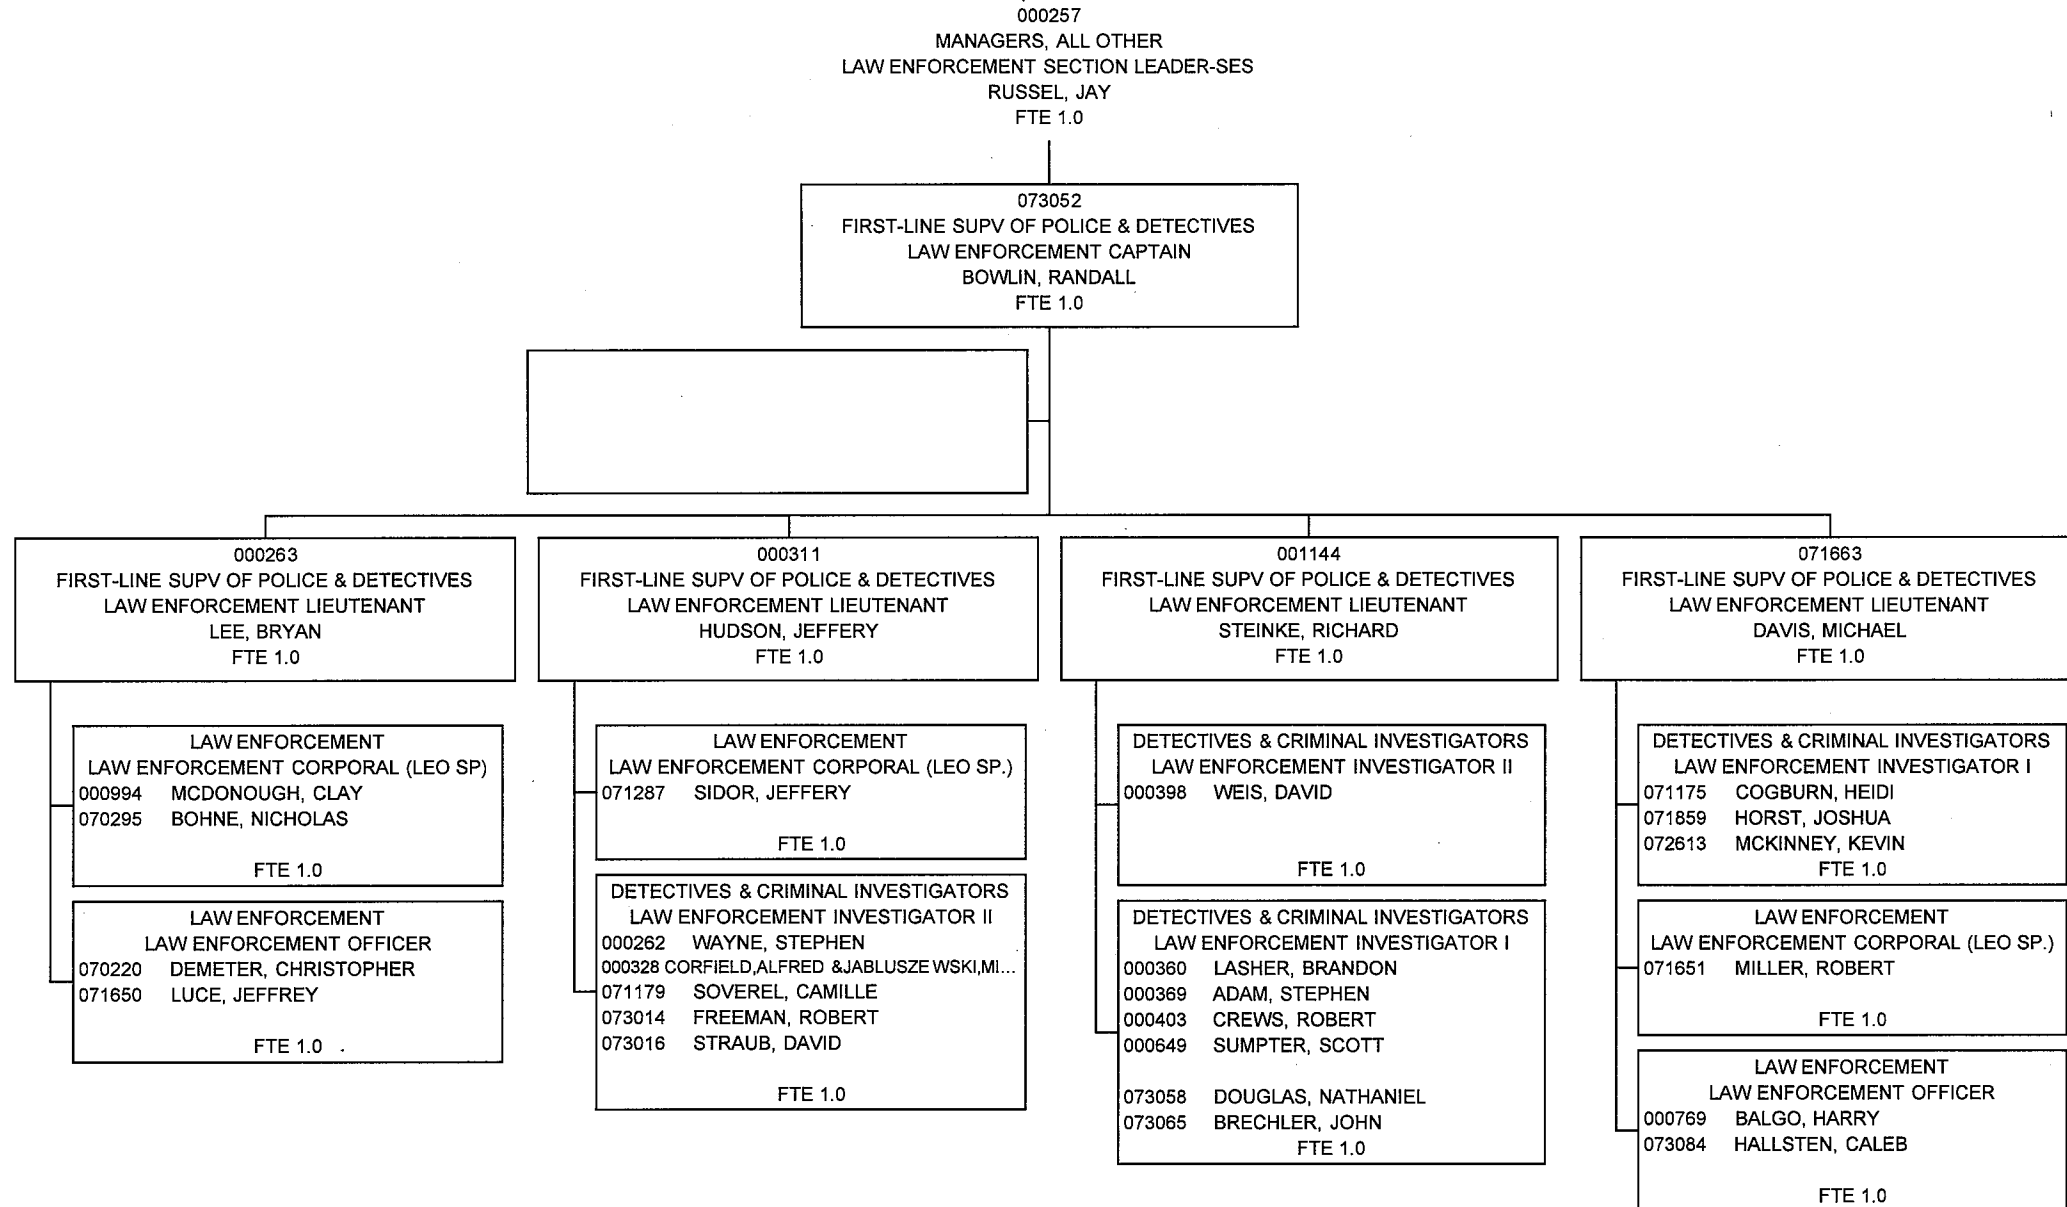 000257
MANAGERS, ALL OTHER
LAW ENFORCEMENT SECTION LEADER-SES
RUSSEL, JAY
FTE 1.0
073052
FIRST-LINE SUPV OF POLICE & DETECTIVES
LAW ENFORCEMENT CAPTAIN
BOWLIN, RANDALL
FTE 1.0
000263
FIRST-LINE SUPV OF POLICE & DETECTIVES
LAW ENFORCEMENT LIEUTENANT
LEE, BRYAN
FTE 1.0
LAW ENFORCEMENT
LAW ENFORCEMENT CORPORAL (LEO SP)
000994 MCDONOUGH, CLAY
070295 BOHNE, NICHOLAS
FTE 1.0
LAW ENFORCEMENT
LAW ENFORCEMENT OFFICER
070220 DEMETER, CHRISTOPHER
071650 LUCE, JEFFREY
FTE 1.0
000311
FIRST-LINE SUPV OF POLICE & DETECTIVES
LAW ENFORCEMENT LIEUTENANT
HUDSON, JEFFERY
FTE 1.0
LAW ENFORCEMENT
LAW ENFORCEMENT CORPORAL (LEO SP.)
071287 SIDOR, JEFFERY
FTE 1.0
DETECTIVES & CRIMINAL INVESTIGATORS
LAW ENFORCEMENT INVESTIGATOR II
000262 WAYNE, STEPHEN
000328 CORFIELD,ALFRED &JABLUSZEWSKI,MI...
071179 SOVEREL, CAMILLE
073014 FREEMAN, ROBERT
073016 STRAUB, DAVID
FTE 1.0
001144
FIRST-LINE SUPV OF POLICE & DETECTIVES
LAW ENFORCEMENT LIEUTENANT
STEINKE, RICHARD
FTE 1.0
DETECTIVES & CRIMINAL INVESTIGATORS
LAW ENFORCEMENT INVESTIGATOR II
000398 WEIS, DAVID
FTE 1.0
DETECTIVES & CRIMINAL INVESTIGATORS
LAW ENFORCEMENT INVESTIGATOR I
000360 LASHER, BRANDON
000369 ADAM, STEPHEN
000403 CREWS, ROBERT
000649 SUMPTER, SCOTT
073058 DOUGLAS, NATHANIEL
073065 BRECHLER, JOHN
FTE 1.0
071663
FIRST-LINE SUPV OF POLICE & DETECTIVES
LAW ENFORCEMENT LIEUTENANT
DAVIS, MICHAEL
FTE 1.0
DETECTIVES & CRIMINAL INVESTIGATORS
LAW ENFORCEMENT INVESTIGATOR I
071175 COGBURN, HEIDI
071859 HORST, JOSHUA
072613 MCKINNEY, KEVIN
FTE 1.0
LAW ENFORCEMENT
LAW ENFORCEMENT CORPORAL (LEO SP.)
071651 MILLER, ROBERT
FTE 1.0
LAW ENFORCEMENT
LAW ENFORCEMENT OFFICER
000769 BALGO, HARRY
073084 HALLSTEN, CALEB
FTE 1.0